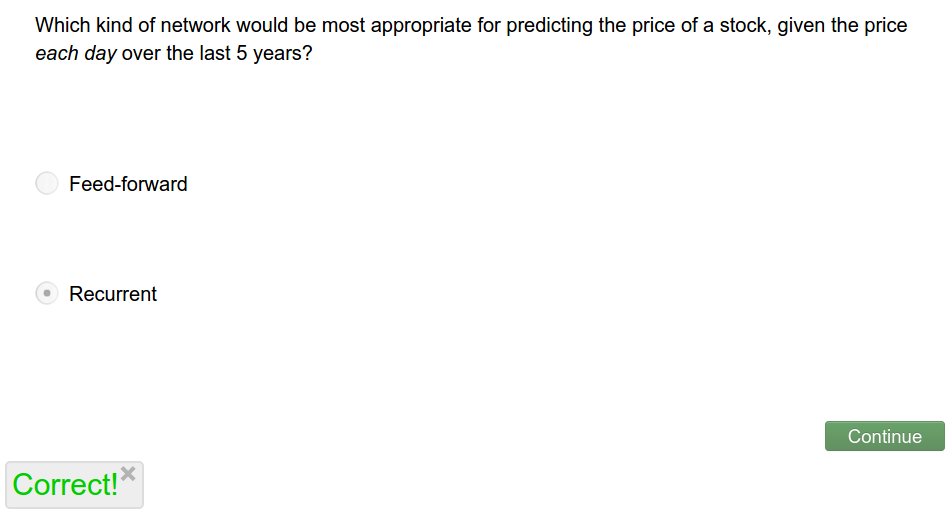 Which kind of network would be most appropriate for predicting the price of a stock, given the price
each day over the last 5 years?
Feed-forward
Recurrent
Continue
Correct!